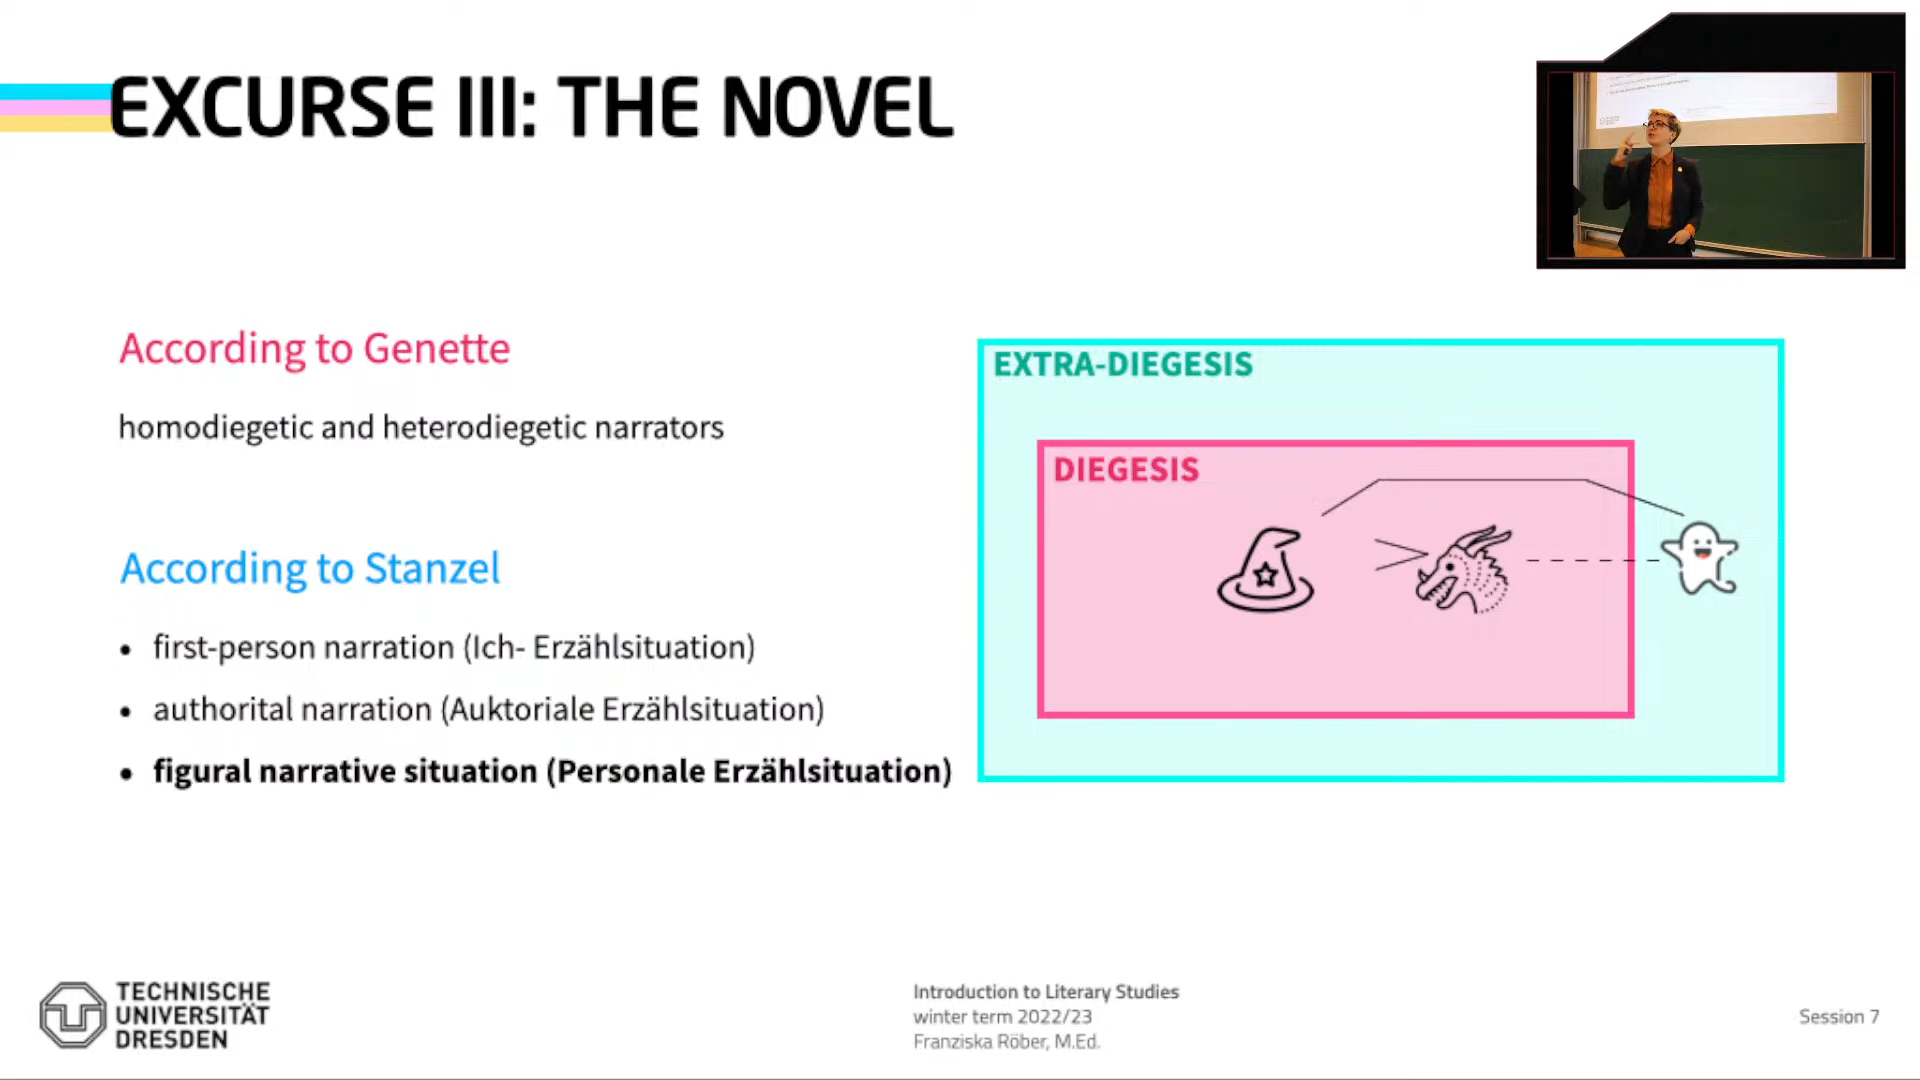 EXCURSE III: THE NOVEL
According to Genette
homodiegetic and heterodiegetic narrators
According to Stanzel
• first-person narration (Ich- Erzählsituation)
• authorital narration (Auktoriale Erzählsituation)
• figural narrative situation (Personale Erzählsituation)
EXTRA-DIEGESIS
DIEGESIS
TECHNISCHE
UNIVERSITÄT
DRESDEN
Introduction to Literary Studies
winter term 2022/23
Franziska Röber, M.Ed.
Session 7